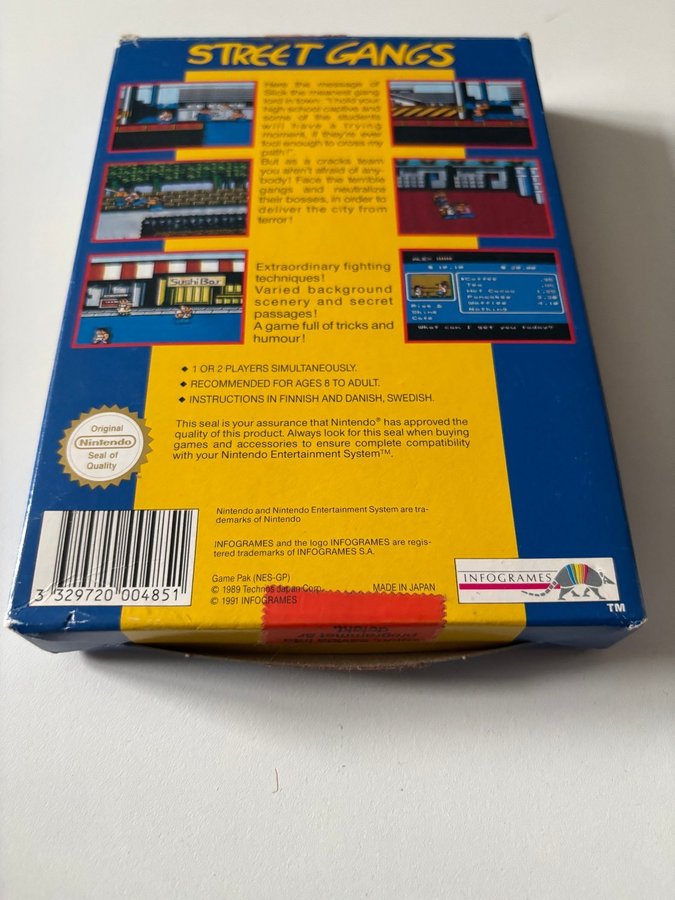 STREET GANGS
Here the message of
Slick the meanest gang
lord in town: "I hold your
high school captive and
some of the students
will have a trying
moment, if they're ever
fool enough to cross my
path!"
But as a cracks team
you aren't afraid of any-
body! Face the terrible
gangs and neutralize
their bosses, in order to
deliver the city from
terror!
Sushi Bar
Extraordinary fighting
techniques!
Varied background
scenery and secret
passages!
A game full of tricks and
humour!
ALEX
$ 10.10 $ 20.00
Coffee .95
Tea
Hot Cocoa
Pancakes
Waffles
Nothing
Rise &
Shine
Cafe
What can I get you today?
◆ 1 OR 2 PLAYERS SIMULTANEOUSLY.
◆ RECOMMENDED FOR AGES 8 TO ADULT.
◆ INSTRUCTIONS IN FINNISH AND DANISH, SWEDISH.
This seal is your assurance that Nintendo® has approved the
quality of this product. Always look for this seal when buying
games and accessories to ensure complete compatibility
with your Nintendo Entertainment System™.
Original
Nintendo
Seal of
Quality
Nintendo and Nintendo Entertainment System are tra-
demarks of Nintendo
INFOGRAMES and the logo INFOGRAMES are regis-
tered trademarks of INFOGRAMES S.A.
Game Pak (NES-GP)
© 1989 Technos Japan Corp. MADE IN JAPAN
© 1991 INFOGRAMES
3 329720 004851
INFOGRAMES
TM